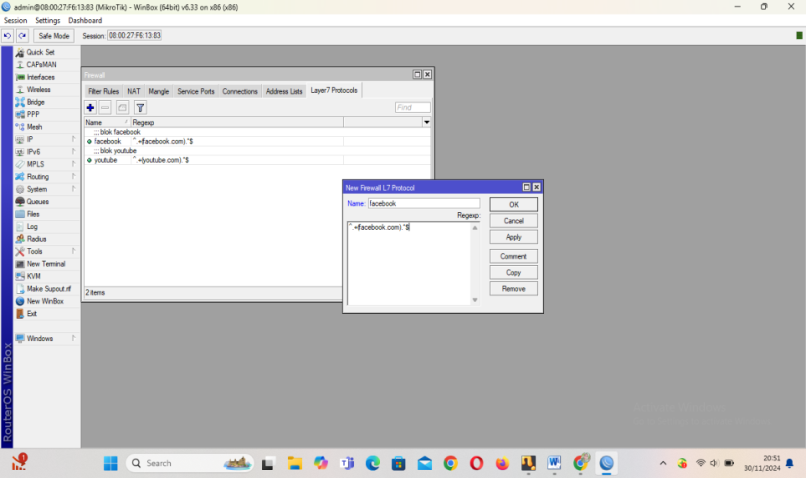 admin@08:00:27:F6:13:83 (MikroTik) - WinBox (64bit) v6.33 on x86 (x86)
Session Settings Dashboard
Safe Mode Session: 08:00:27:F6:13:83
Quick Set
CAPsMAN
Interfaces
Wireless
Bridge
PPP
Mesh
IP
IPv6
MPLS
Routing
System
Queues
Files
Log
Radius
Tools
New Terminal
KVM
Make Supout.rif
New WinBox
Exit
Windows
RouterOS WinBox
Firewall
Filter Rules NAT Mangle Service Ports Connections Address Lists Layer7 Protocols
Find
Name / Regexp
;;; blok facebook
facebook ^.+(facebook.com).*$
;;; blok youtube
youtube ^.+(youtube.com).*$
2 items
New Firewall L7 Protocol
Name: facebook
Regexp:
^.+(facebook.com).*$
OK
Cancel
Apply
Comment
Copy
Remove
1
Search
20:51
30/11/2024